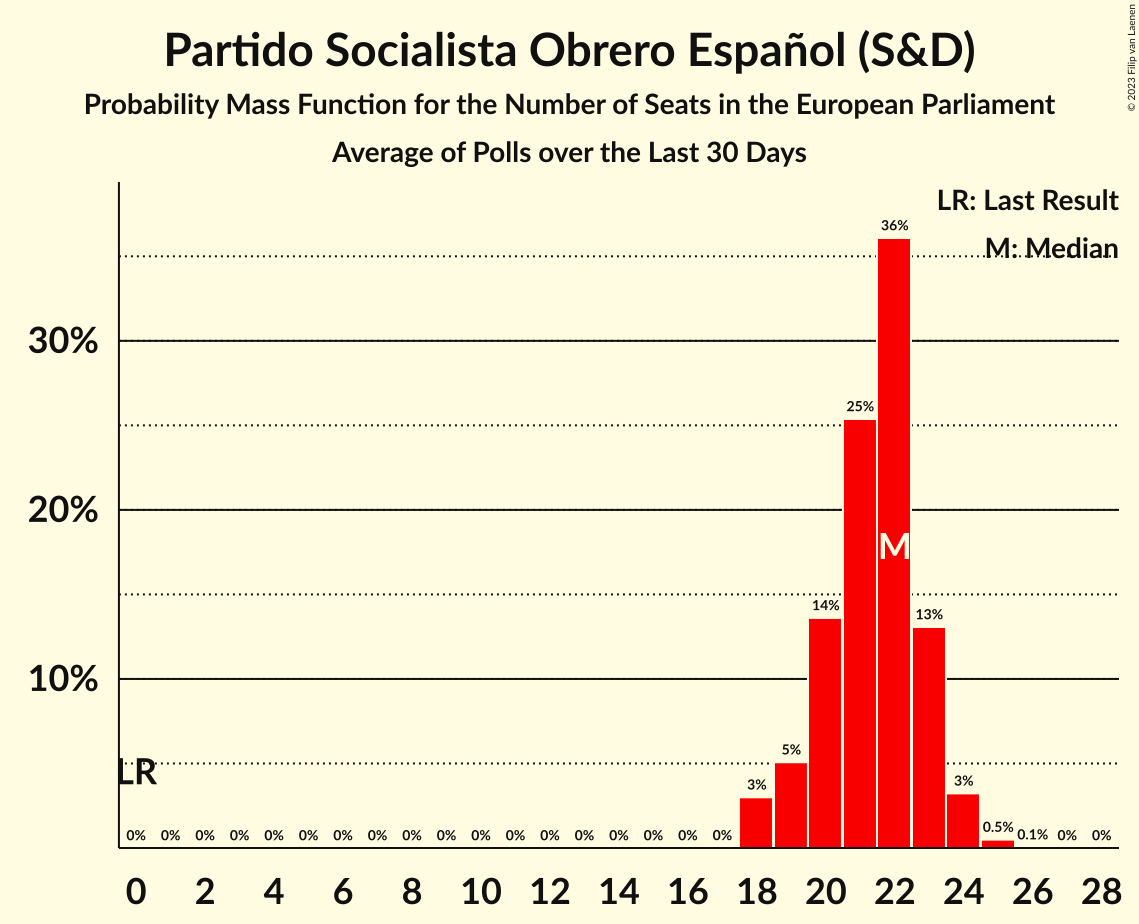 Partido Socialista Obrero Español (S&D)
Probability Mass Function for the Number of Seats in the European Parliament
Average of Polls over the Last 30 Days
© 2023 Filip van Laenen
LR: Last Result
M: Median
36%
30%
25%
20%
M
14%
13%
10%
5%
LR
3%
3%
0% 0% 0% 0% 0% 0% 0% 0% 0% 0% 0% 0% 0% 0% 0% 0% 0% 0% 0.5% 0.1% 0% 0%
0 2 4 6 8 10 12 14 16 18 20 22 24 26 28